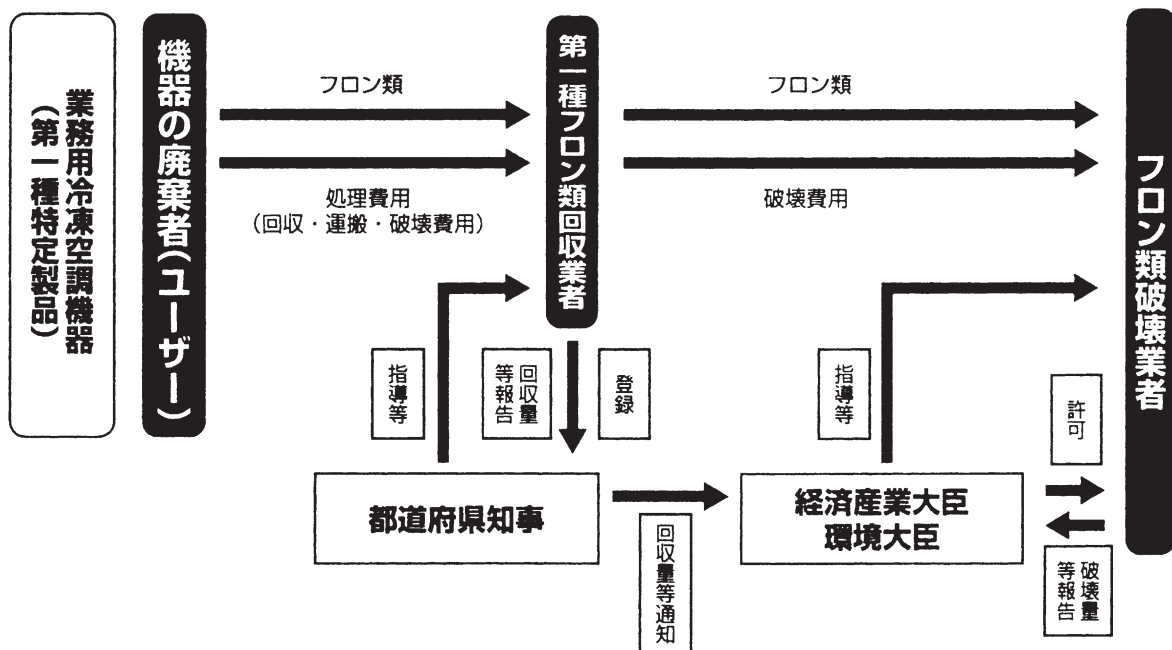 業務用冷凍空調機器
（第一種特定製品）
機器の廃棄者（ユーザー）
フロン類
処理費用
（回収・運搬・破壊費用）
第一種フロン類回収業者
フロン類
破壊費用
フロン類破壊業者
指導等
回収量
等報告
登録
指導等
許可
都道府県知事
回収量等通知
経済産業大臣
環境大臣
破壊量
等報告